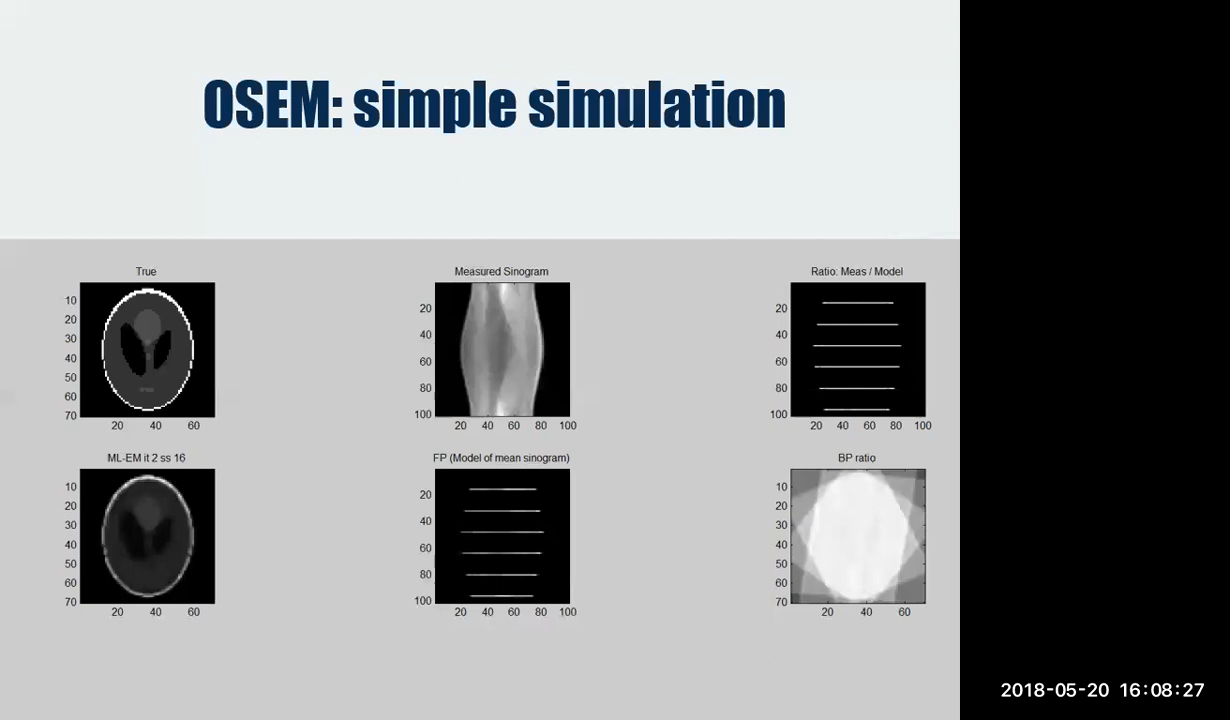 OSEM: simple simulation
True
Measured Sinogram
Ratio: Meas / Model
10
20
30
40
50
60
70
20 40 60
20
40
60
80
100
20 40 60 80 100
20
40
60
80
100
20 40 60 80 100
ML-EM it 2 ss 16
FP (Model of mean sinogram)
BP ratio
10
20
30
40
50
60
70
20 40 60
20
40
60
80
100
20 40 60 80 100
10
20
30
40
50
60
70
20 40 60
2018-05-20 16:08:27